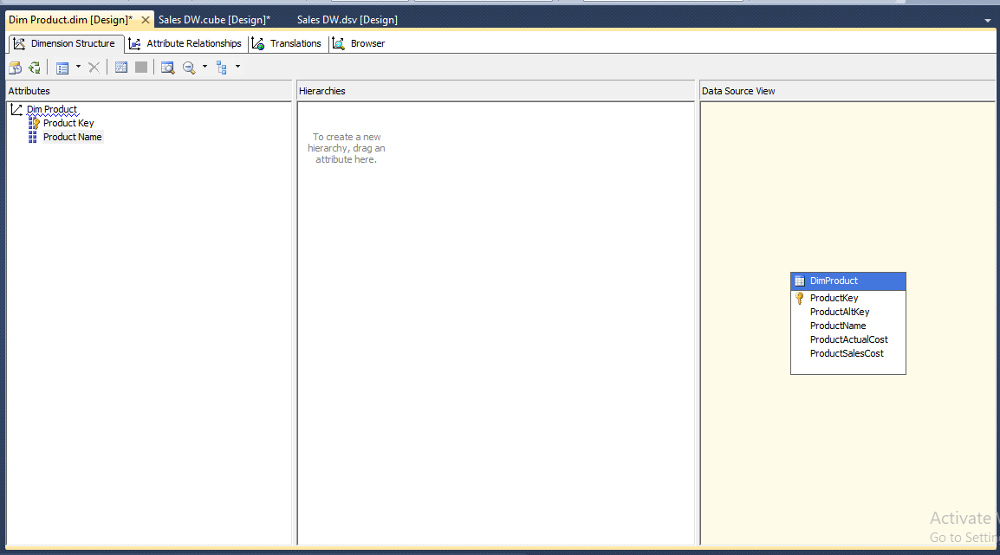 Dim Product.dim [Design]*
Sales DW.cube [Design]*
Sales DW.dsv [Design]
Dimension Structure
Attribute Relationships
Translations
Browser
Attributes
Hierarchies
Data Source View
Dim Product
Product Key
Product Name
To create a new
hierarchy, drag an
attribute here.
DimProduct
ProductKey
ProductAltKey
ProductName
ProductActualCost
ProductSalesCost
Activate
Go to